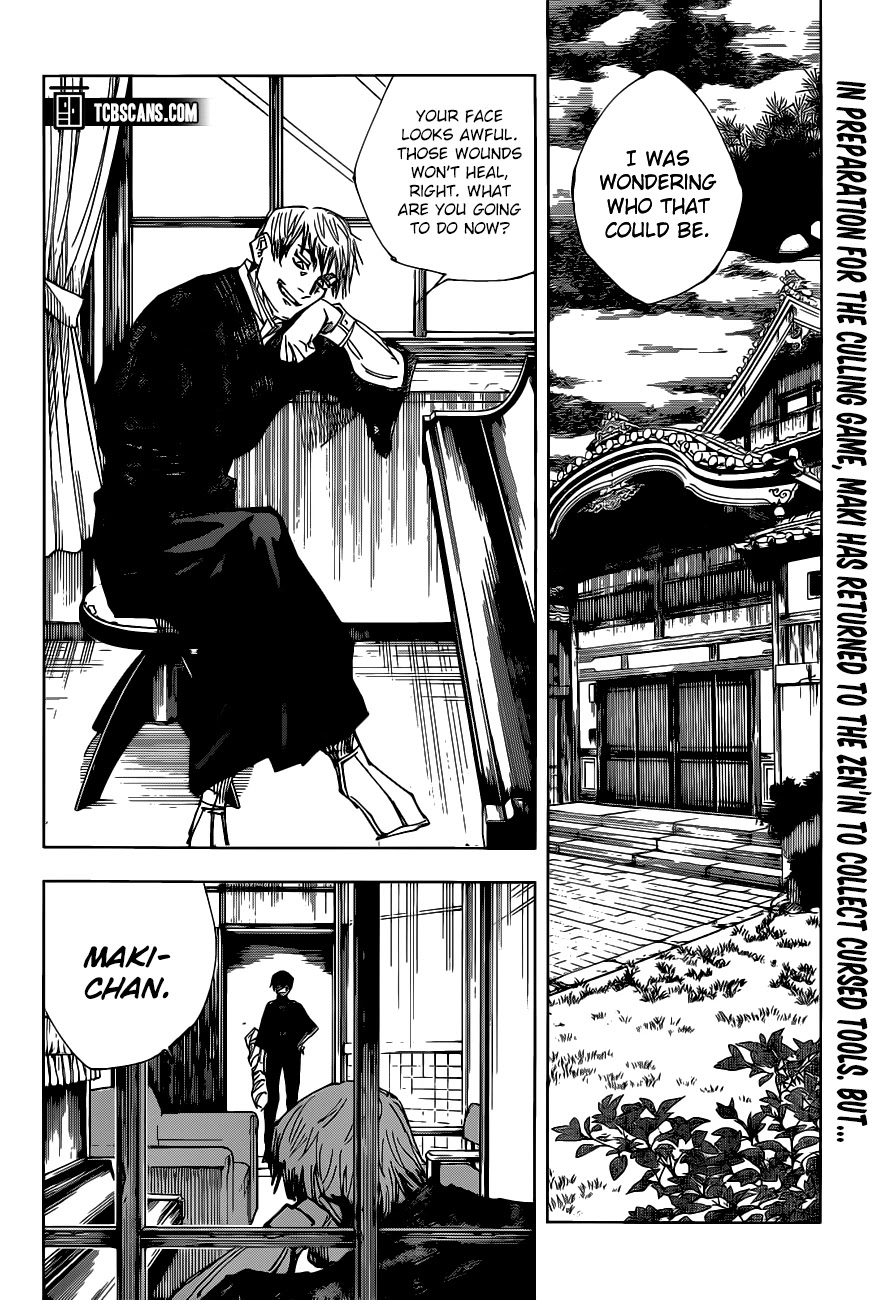 IN PREPARATION FOR THE CULLING GAME, MAKI HAS RETURNED TO THE ZEN'IN TO COLLECT CURSED TOOLS. BUT...
I WAS
WONDERING
WHO THAT
COULD BE.
TCBSCANS.COM
YOUR FACE
LOOKS AWFUL.
THOSE WOUNDS
WON'T HEAL,
RIGHT. WHAT
ARE YOU GOING
TO DO NOW?
MAKI-
CHAN.